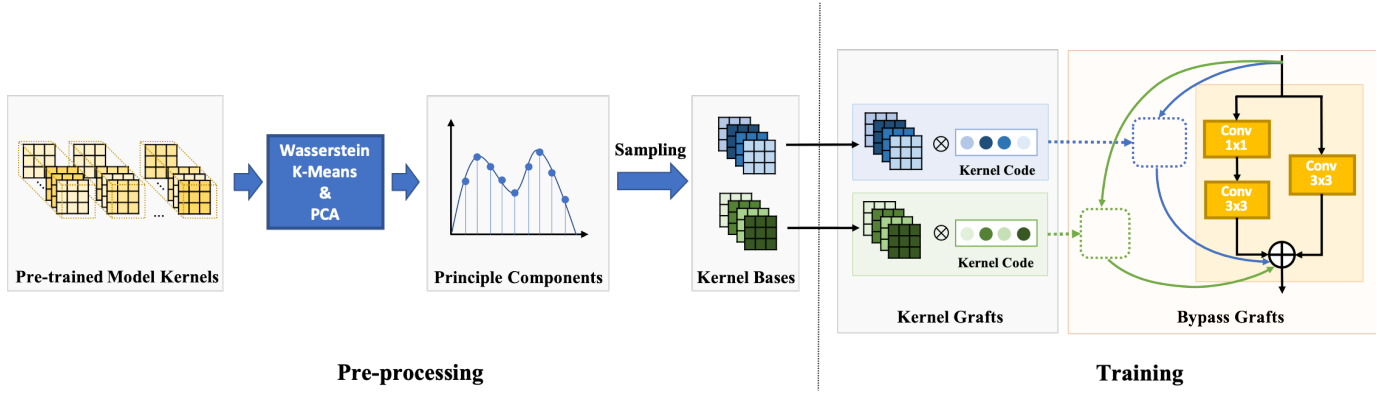 Pre-trained Model Kernels
Wasserstein
K-Means
&
PCA
Principle Components
Sampling
Kernel Bases
Kernel Code
Kernel Code
Kernel Grafts
Conv
1x1
Conv
3x3
Conv
3x3
Bypass Grafts
Pre-processing
Training